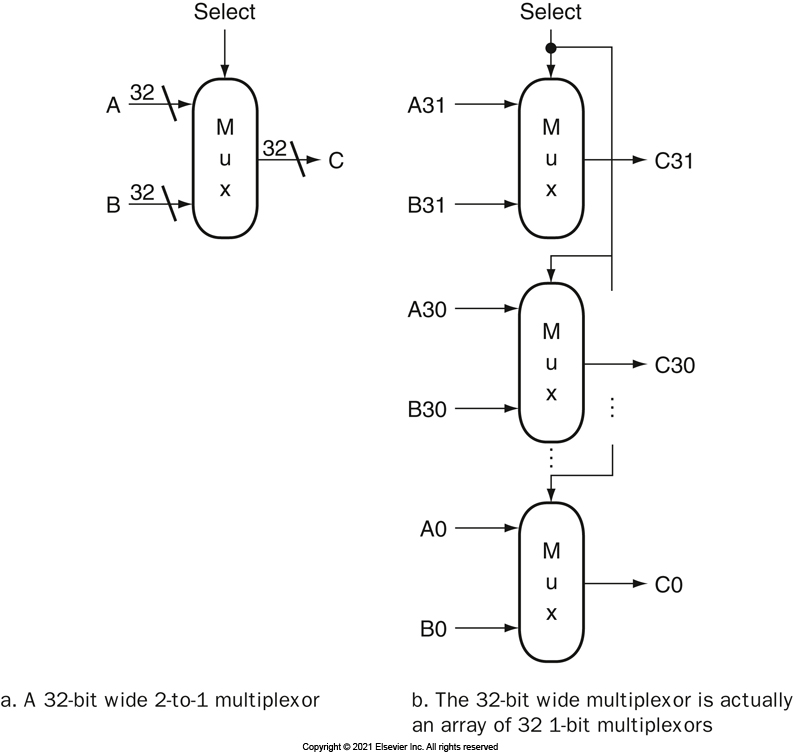 Select
A 32
M
u
x
32 C
B 32
a. A 32-bit wide 2-to-1 multiplexor
Select
A31
M
u
x
C31
B31
A30
M
u
x
C30
B30
A0
M
u
x
C0
B0
b. The 32-bit wide multiplexor is actually
an array of 32 1-bit multiplexors
Copyright © 2021 Elsevier Inc. All rights reserved